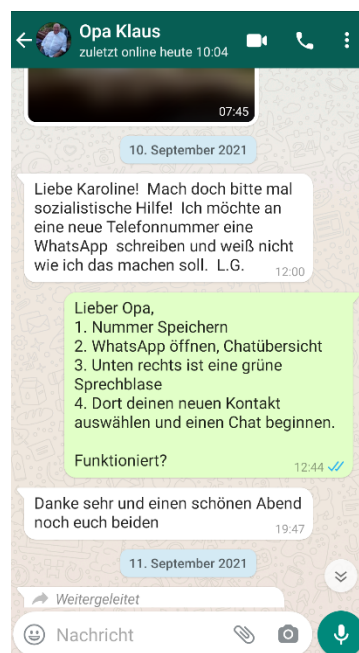 Opa Klaus
zuletzt online heute 10:04
07:45
10. September 2021
Liebe Karoline! Mach doch bitte mal
sozialistische Hilfe! Ich möchte an
eine neue Telefonnummer eine
WhatsApp schreiben und weiß nicht
wie ich das machen soll. L.G.
12:00
Lieber Opa,
1. Nummer Speichern
2. WhatsApp öffnen, Chatübersicht
3. Unten rechts ist eine grüne
Sprechblase
4. Dort deinen neuen Kontakt
auswählen und einen Chat beginnen.
Funktioniert?
12:44
Danke sehr und einen schönen Abend
noch euch beiden
19:47
11. September 2021
Weitergeleitet
Nachricht